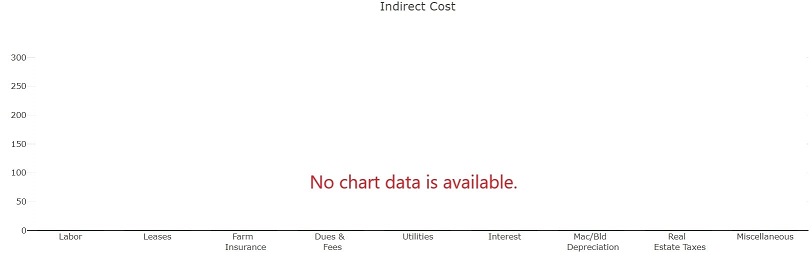 Indirect Cost
300
250
200
150
100
50
0
No chart data is available.
Labor
Leases
Farm
Insurance
Dues &
Fees
Utilities
Interest
Mac/Bld
Depreciation
Real
Estate Taxes
Miscellaneous